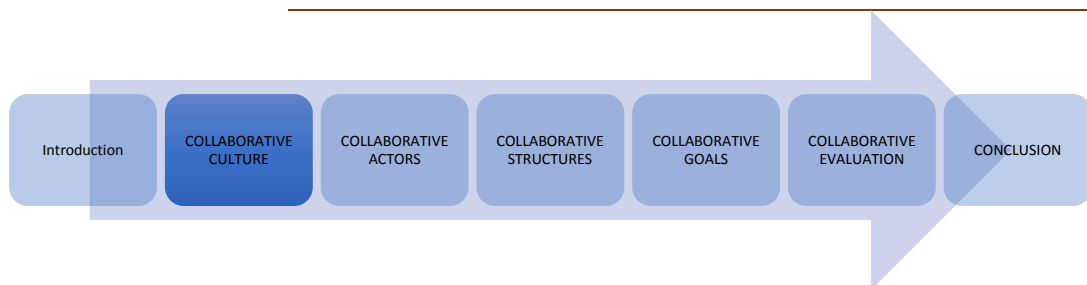 Introduction
COLLABORATIVE
CULTURE
COLLABORATIVE
ACTORS
COLLABORATIVE
STRUCTURES
COLLABORATIVE
GOALS
COLLABORATIVE
EVALUATION
CONCLUSION